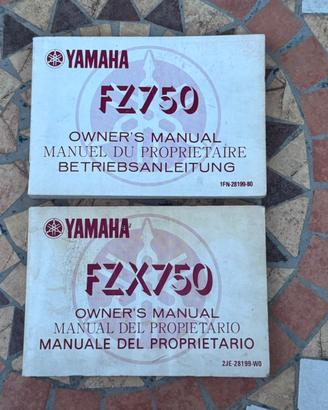 YAMAHA
FZ750
OWNER'S MANUAL
MANUEL DU PROPRIETAIRE
BETRIEBSANLEITUNG
1FN-28199-80
YAMAHA
FZX750
OWNER'S MANUAL
MANUAL DEL PROPIETARIO
MANUALE DEL PROPRIETARIO
2JE-28199-W0